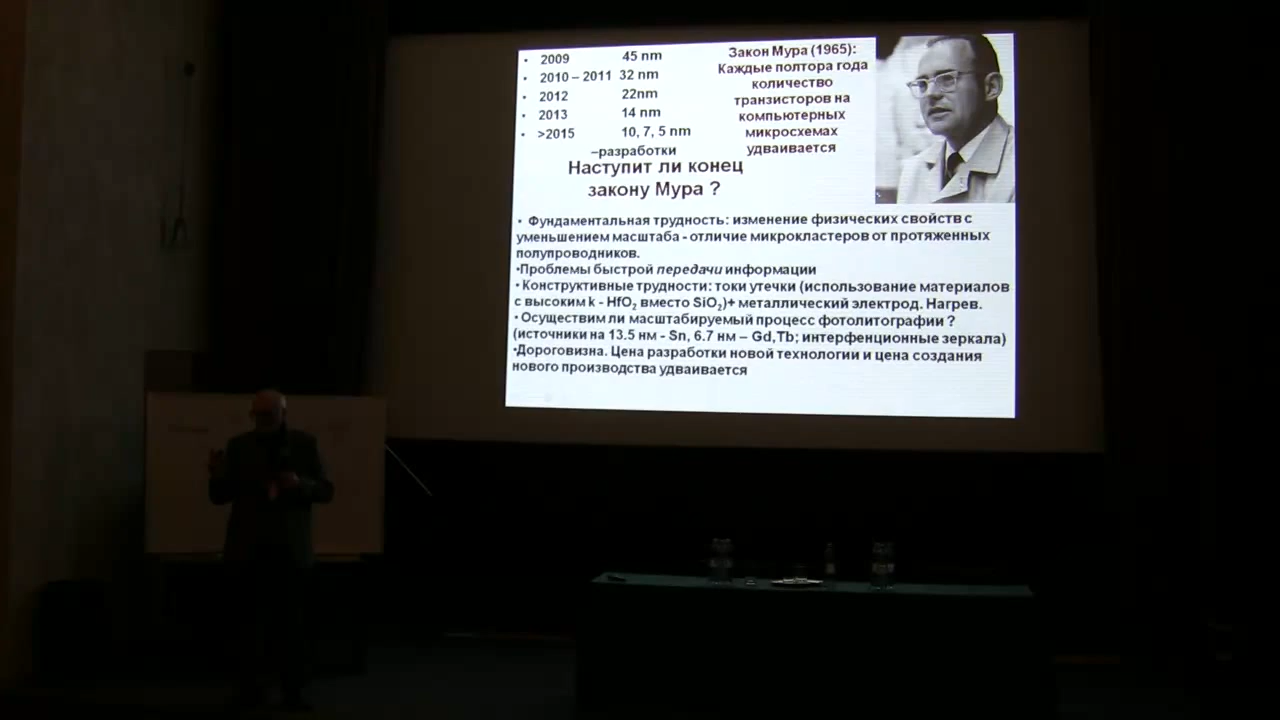 • 2009 45 nm
• 2010 – 2011 32 nm
• 2012 22nm
• 2013 14 nm
• >2015 10, 7, 5 nm
–разработки
Закон Мура (1965):
Каждые полтора года
количество
транзисторов на
компьютерных
микросхемах
удваивается
Наступит ли конец
закону Мура ?
• Фундаментальная трудность: изменение физических свойств с
уменьшением масштаба - отличие микрокластеров от протяженных
полупроводников.
•Проблемы быстрой передачи информации
• Конструктивные трудности: токи утечки (использование материалов
с высоким k - HfO₂ вместо SiO₂)+ металлический электрод. Нагрев.
• Осуществим ли масштабируемый процесс фотолитографии ?
(источники на 13.5 нм - Sn, 6.7 нм – Gd,Tb; интерфенционные зеркала)
•Дороговизна. Цена разработки новой технологии и цена создания
нового производства удваивается